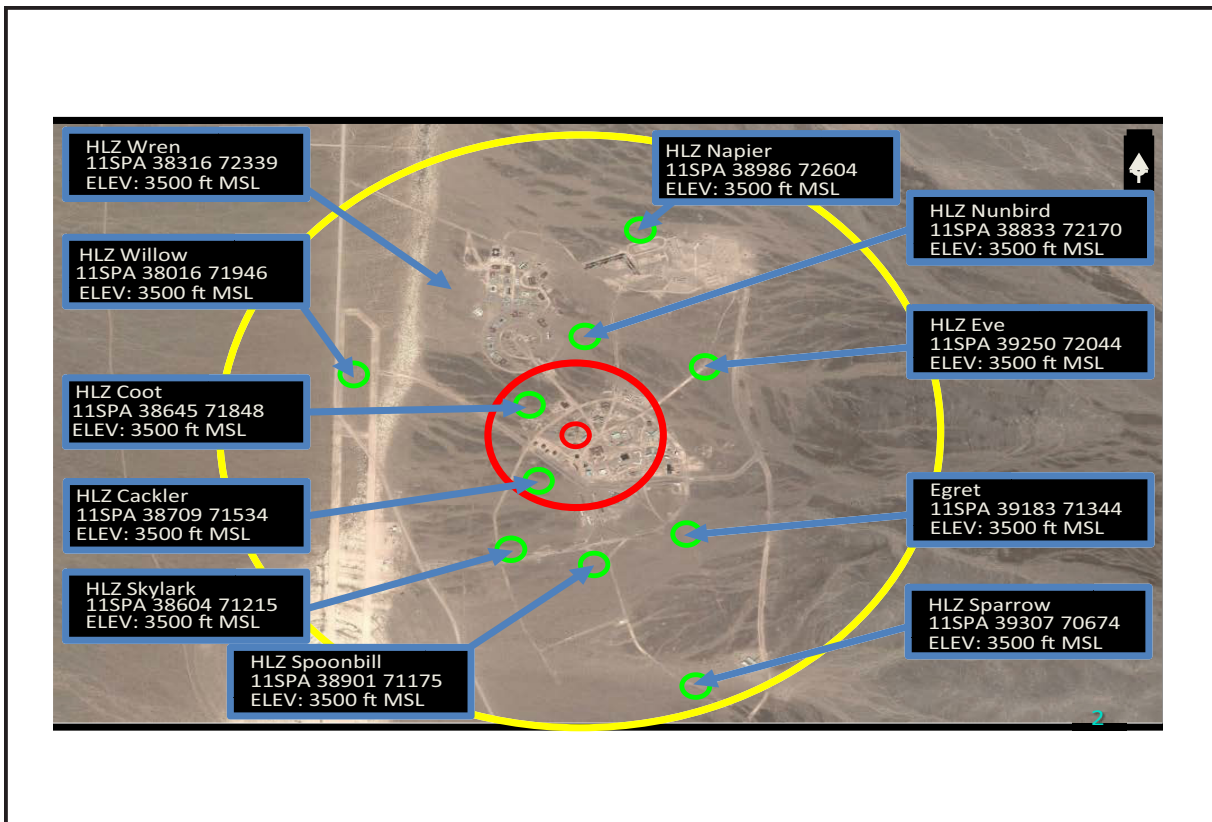 HLZ Wren
11SPA 38316 72339
ELEV: 3500 ft MSL
HLZ Napier
11SPA 38986 72604
ELEV: 3500 ft MSL
HLZ Nunbird
11SPA 38833 72170
ELEV: 3500 ft MSL
HLZ Willow
11SPA 38016 71946
ELEV: 3500 ft MSL
HLZ Eve
11SPA 39250 72044
ELEV: 3500 ft MSL
HLZ Coot
11SPA 38645 71848
ELEV: 3500 ft MSL
HLZ Cackler
11SPA 38709 71534
ELEV: 3500 ft MSL
Egret
11SPA 39183 71344
ELEV: 3500 ft MSL
HLZ Skylark
11SPA 38604 71215
ELEV: 3500 ft MSL
HLZ Sparrow
11SPA 39307 70674
ELEV: 3500 ft MSL
HLZ Spoonbill
11SPA 38901 71175
ELEV: 3500 ft MSL
2